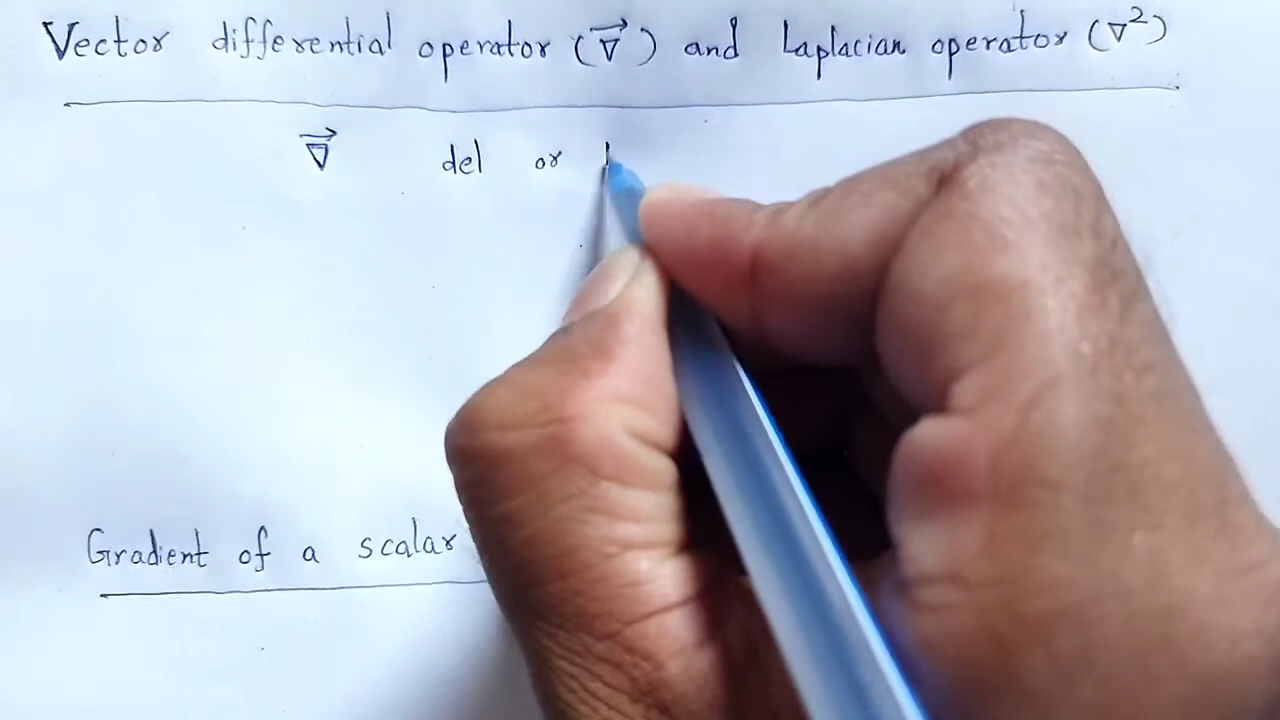 Vector differential operator (∇⃗) and Laplacian operator (∇²)
∇⃗ del or
Gradient of a scalar